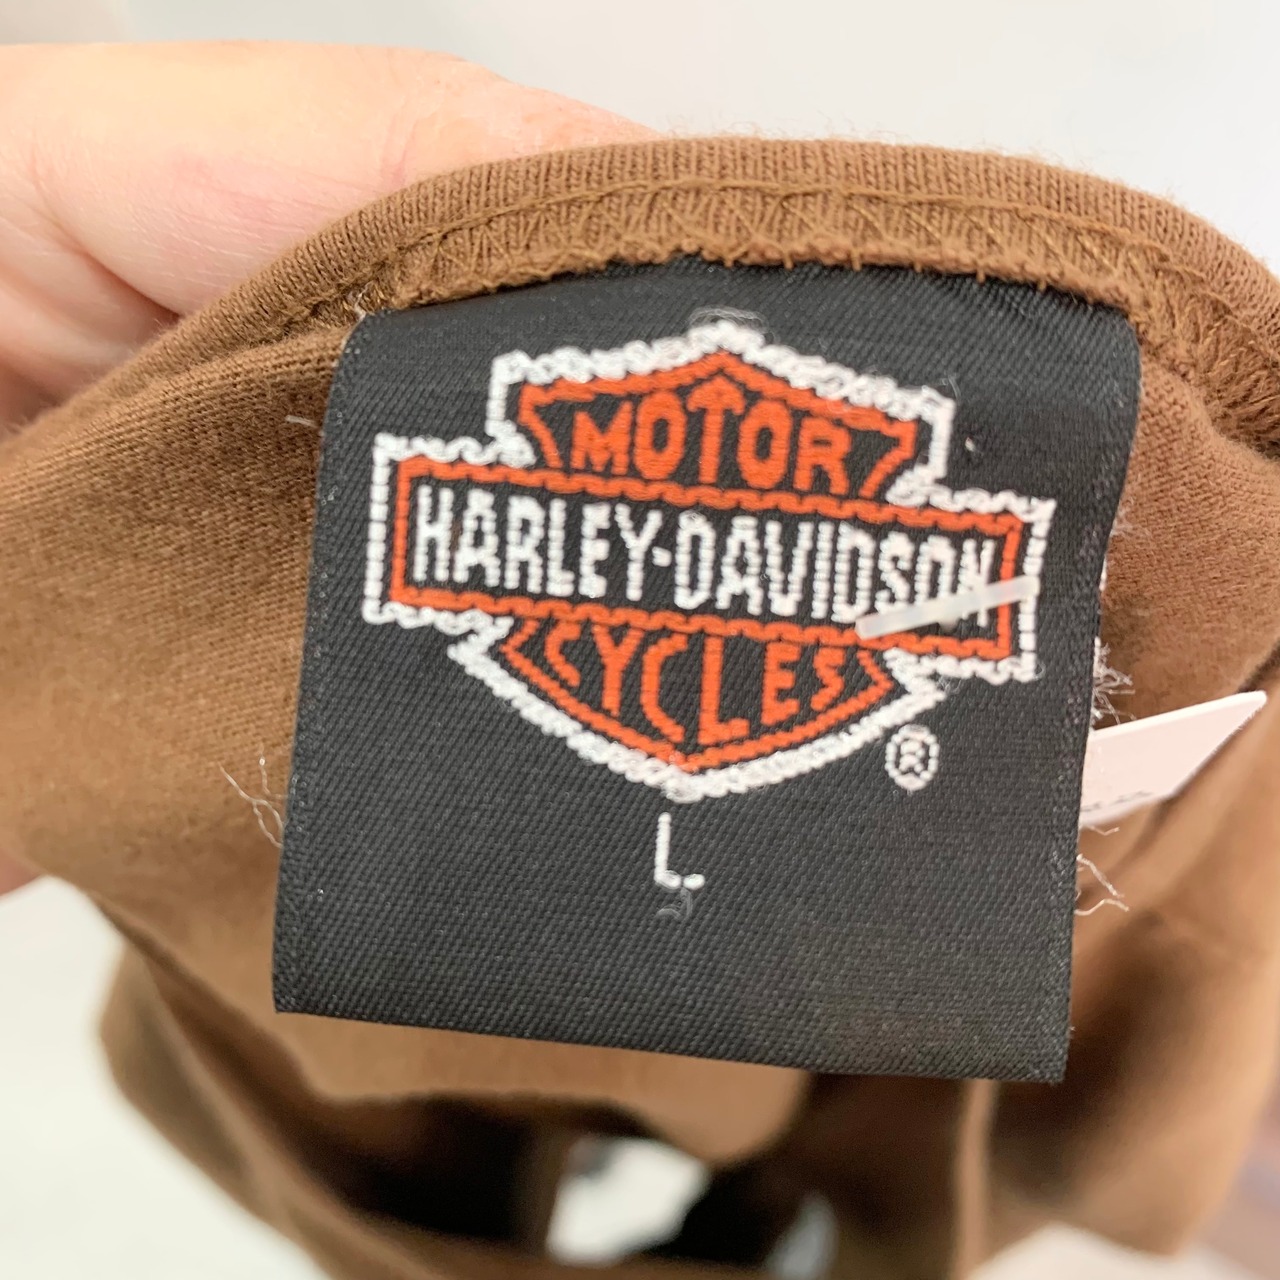 MOTOR
HARLEY-DAVIDSON
CYCLES
®
L.